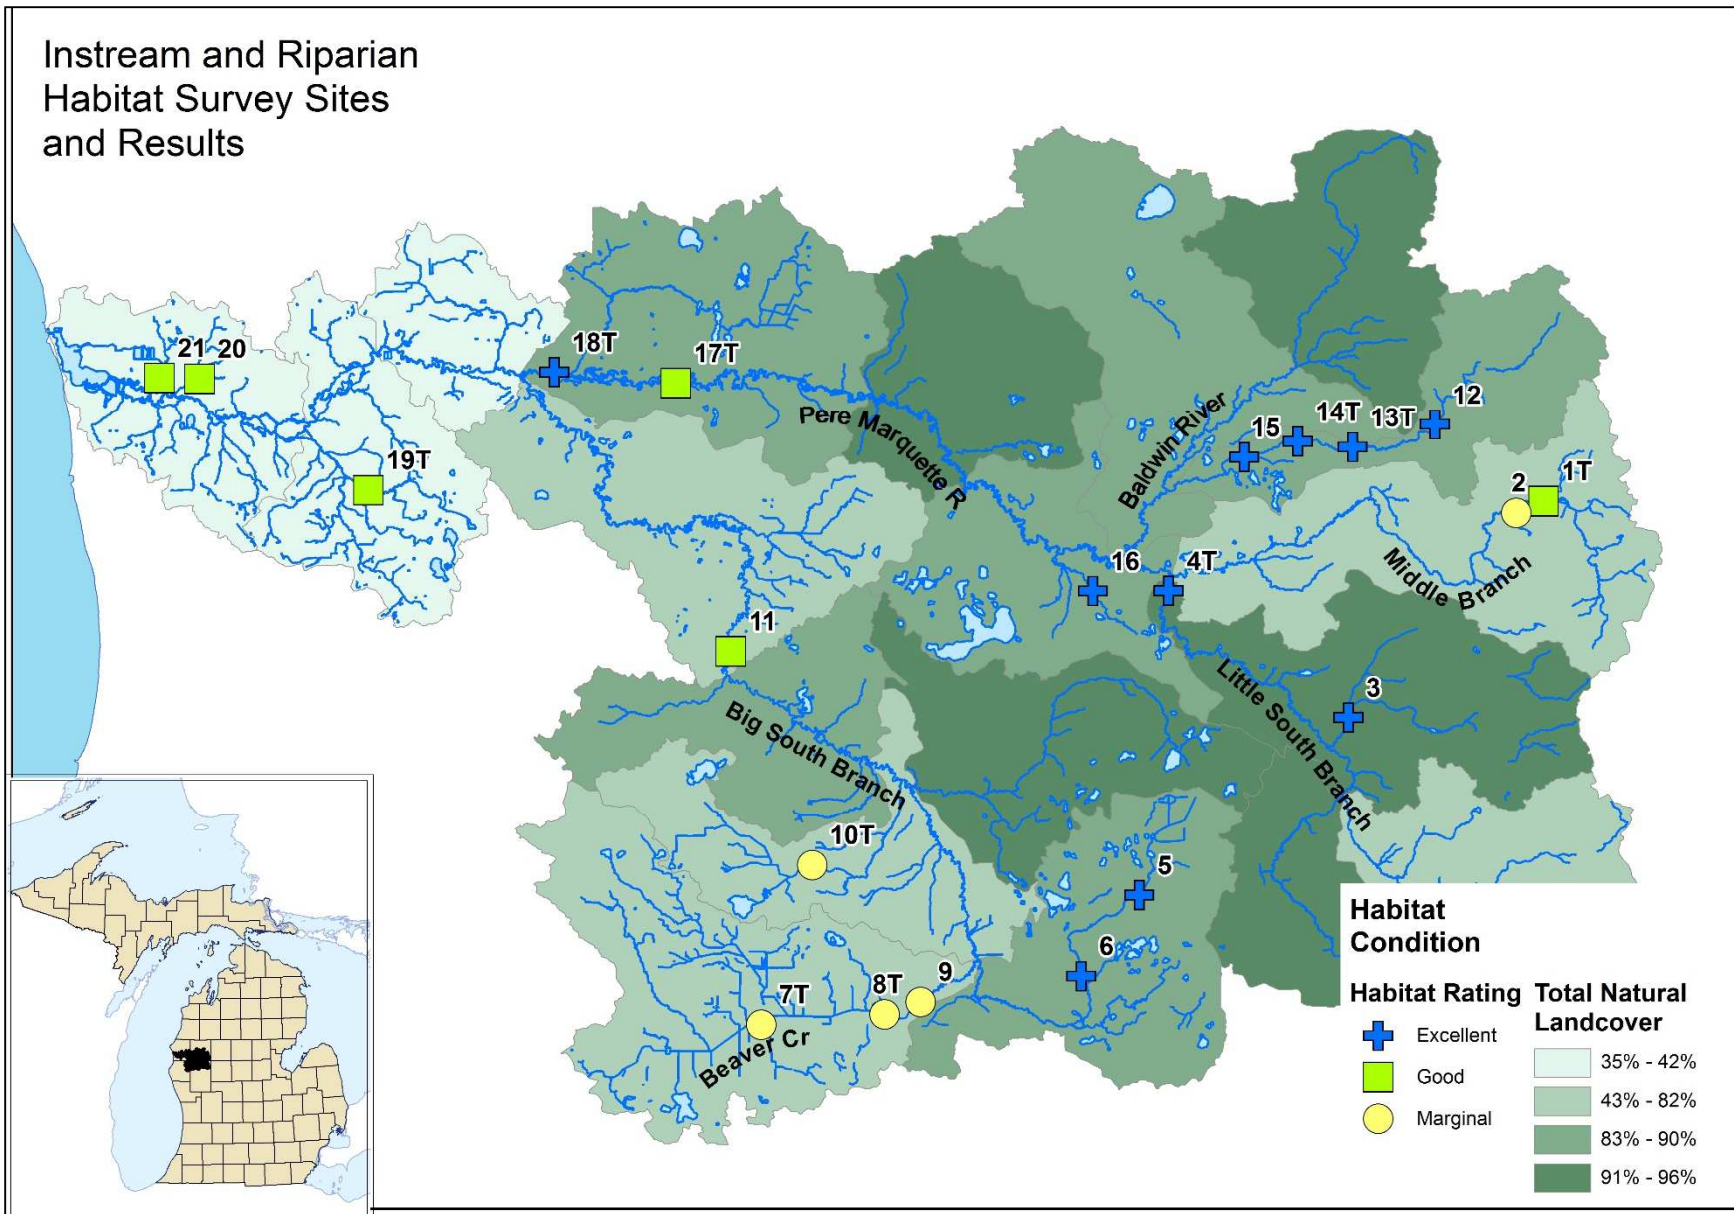 Instream and Riparian
Habitat Survey Sites
and Results
18T
17T
21
20
19T
Pere Marquette R
Baldwin River
15
14T
13T
12
2
1T
16
4T
Middle Branch
11
Little South Branch
3
Big South Branch
10T
5
6
7T
8T
9
Beaver Cr
Habitat
Condition
Habitat Rating
Excellent
Good
Marginal
Total Natural
Landcover
35% - 42%
43% - 82%
83% - 90%
91% - 96%